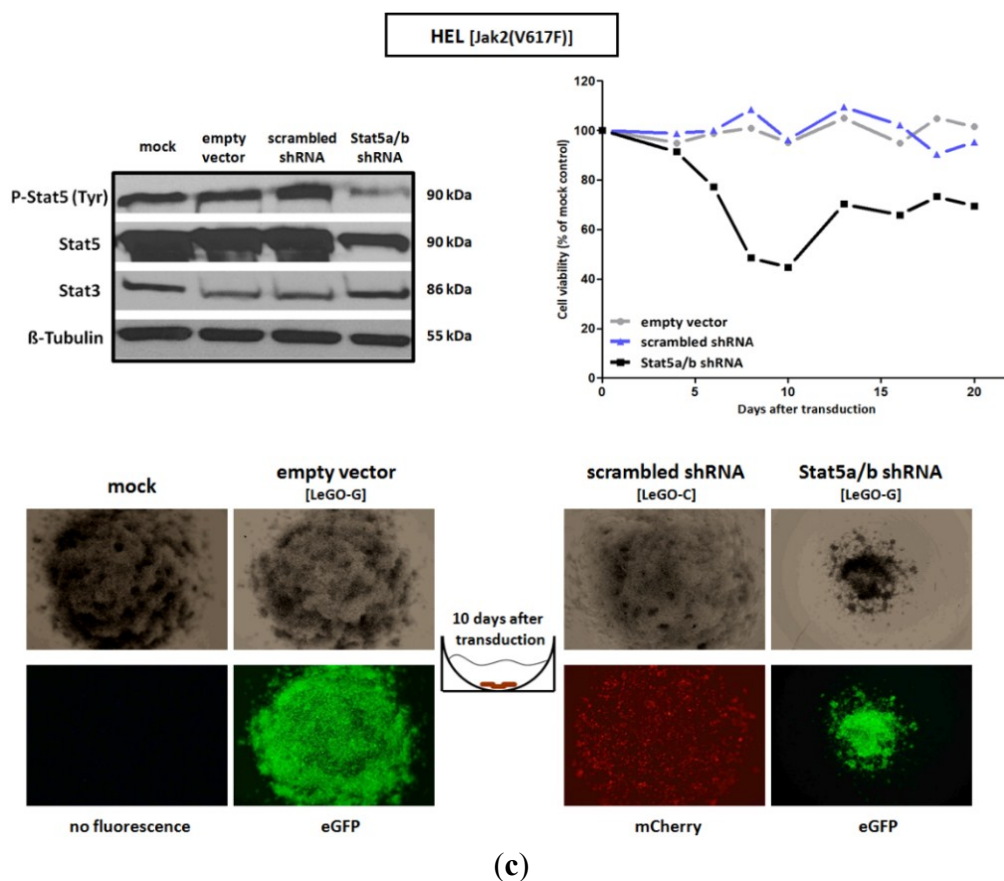 HEL [Jak2(V617F)]
mock
empty
vector
scrambled
shRNA
Stat5a/b
shRNA
P-Stat5 (Tyr)
90 kDa
Stat5
90 kDa
Stat3
86 kDa
ß-Tubulin
55 kDa
Cell viability (% of mock control)
120
100
80
60
40
20
0
0
5
10
15
20
Days after transduction
empty vector
scrambled shRNA
Stat5a/b shRNA
mock
empty vector
[LeGO-G]
scrambled shRNA
[LeGO-C]
Stat5a/b shRNA
[LeGO-G]
10 days after
transduction
no fluorescence
eGFP
mCherry
eGFP
(c)